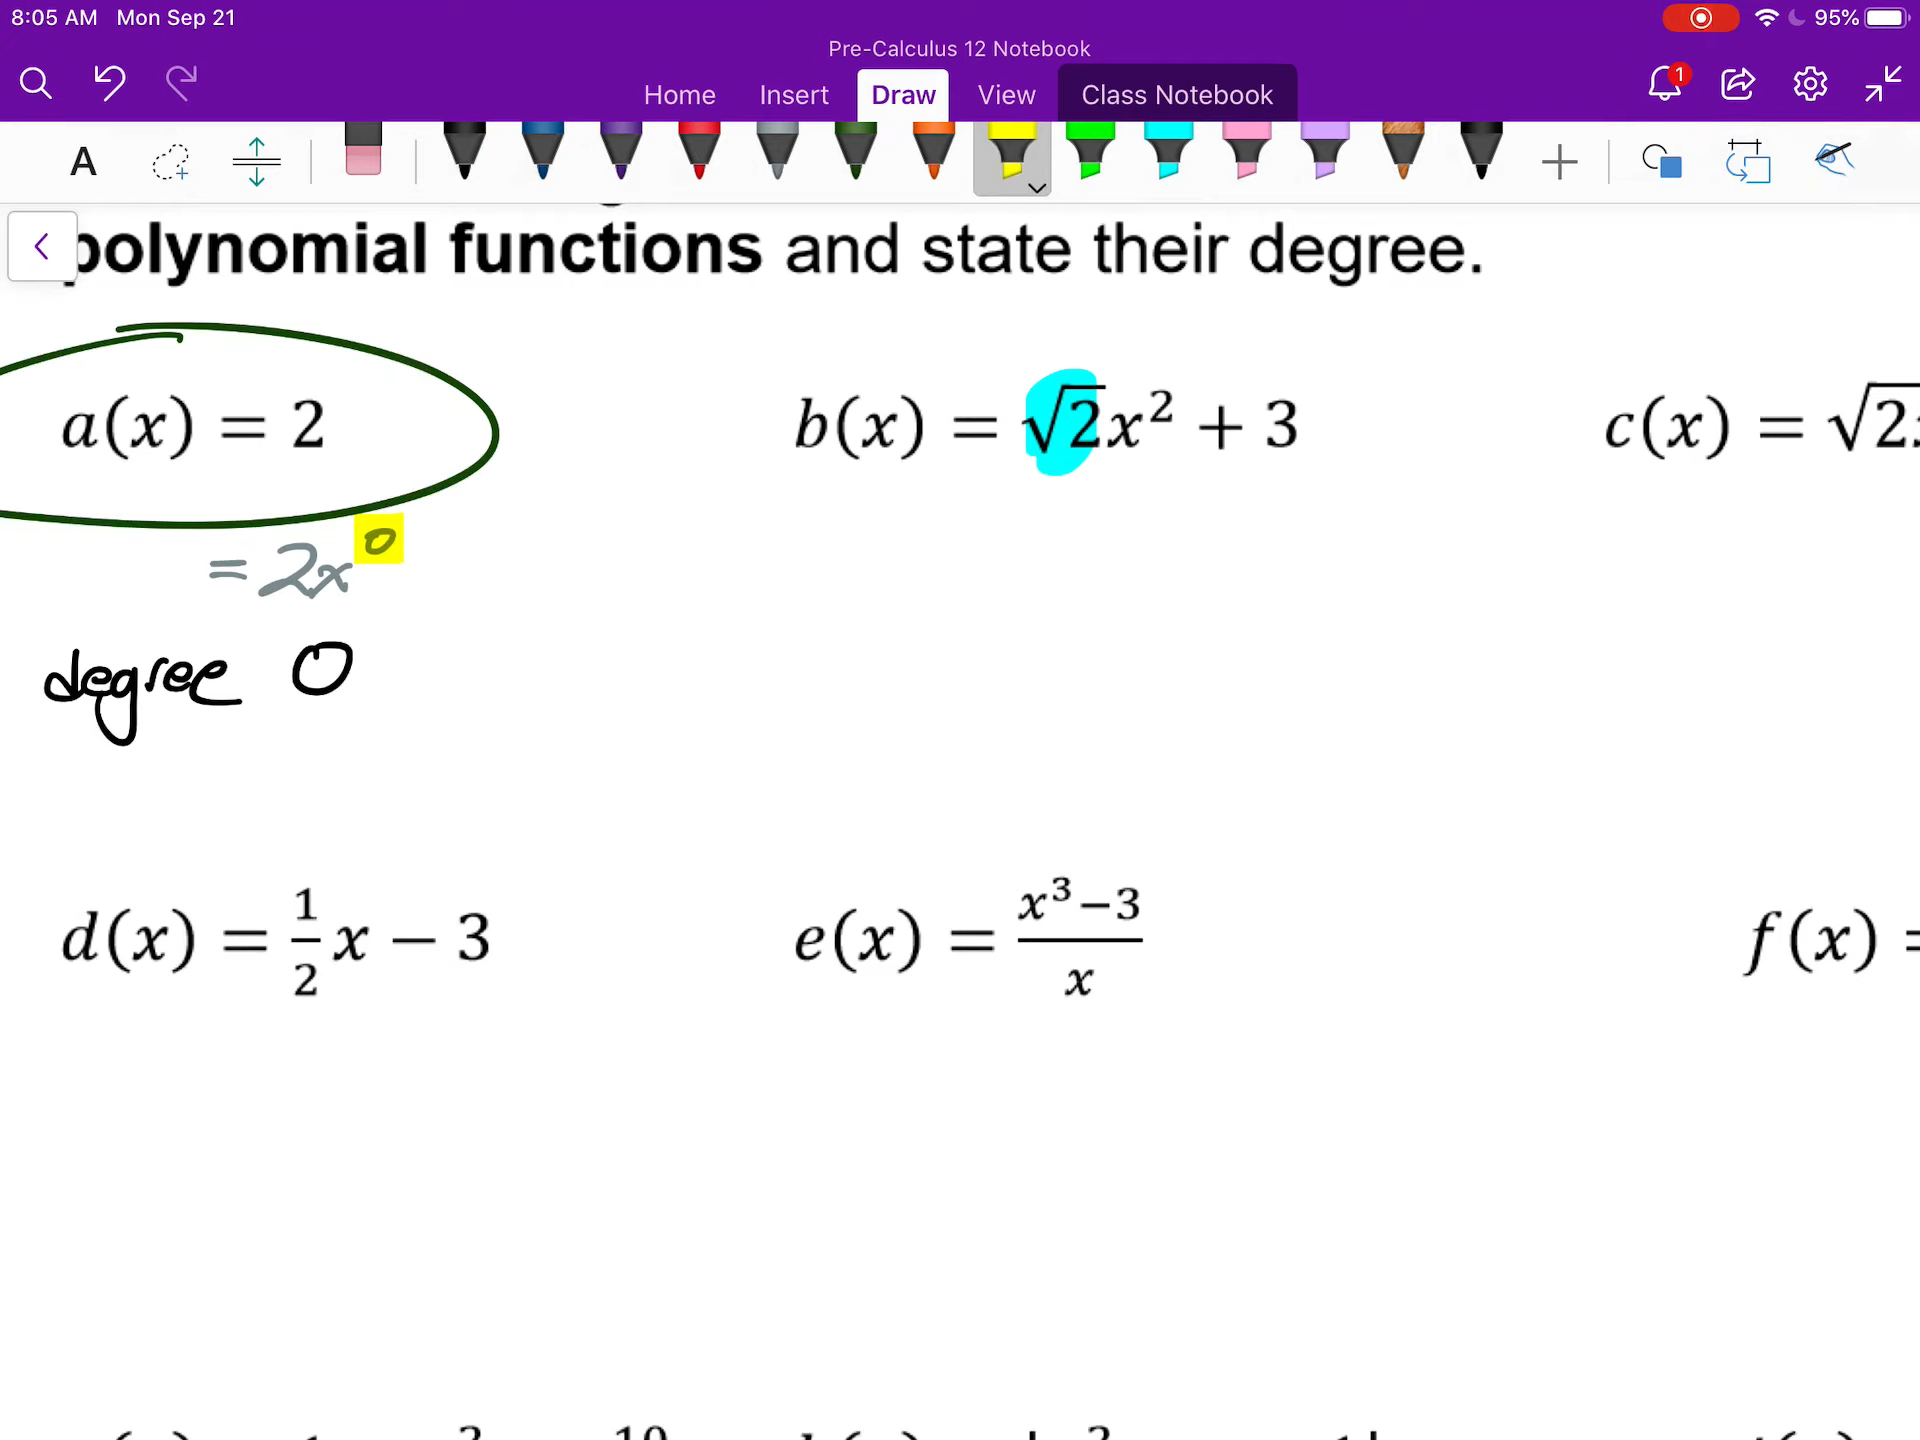 8:05 AM Mon Sep 21
95%
Pre-Calculus 12 Notebook
Home Insert Draw View Class Notebook
1
A
polynomial functions and state their degree.
a(x) = 2
b(x) = √2x² + 3
c(x) = √2
= 2x⁰
degree 0
d(x) = 1/2 x − 3
e(x) = x³−3 / x
f(x) =